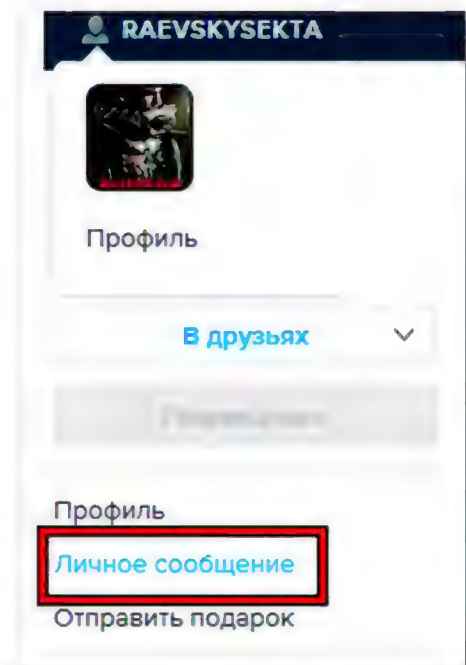 RAEVSKYSEKTA
Профиль
В друзьях
Профиль
Личное сообщение
Отправить подарок